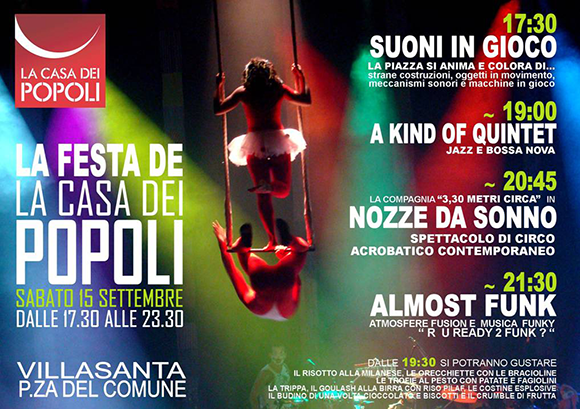 LA CASA DEI
POPOLI
LA FESTA DE
LA CASA DEI
POPOLI
SABATO 15 SETTEMBRE
DALLE 17.30 ALLE 23.30
VILLASANTA
P.ZA DEL COMUNE
17:30
SUONI IN GIOCO
LA PIAZZA SI ANIMA E COLORA DI...
strane costruzioni, oggetti in movimento,
meccanismi sonori e macchine in gioco
~ 19:00
A KIND OF QUINTET
JAZZ E BOSSA NOVA
~ 20:45
LA COMPAGNIA "3,30 METRI CIRCA" IN
NOZZE DA SONNO
SPETTACOLO DI CIRCO
ACROBATICO CONTEMPORANEO
~ 21:30
ALMOST FUNK
ATMOSFERE FUSION E MUSICA FUNKY
" R U READY 2 FUNK ? "
DALLE 19:30 SI POTRANNO GUSTARE
IL RISOTTO ALLA MILANESE, LE ORECCHIETTE CON LE BRACIOLINE
LE TROFIE AL PESTO CON PATATE E FAGIOLINI
LA TRIPPA, IL GOULASH ALLA BIRRA CON RISO PILAF, LE COSTINE ESPLOSIVE
IL BUDINO DI UNA VOLTA CIOCCOLATO E BISCOTTI E IL CRUMBLE DI FRUTTA